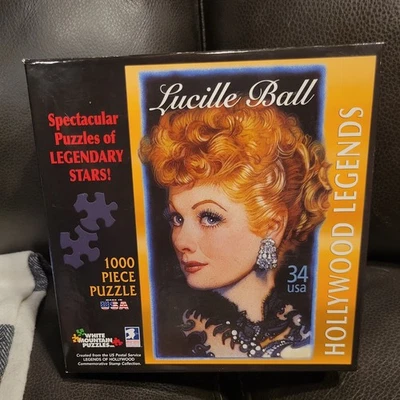 Lucille Ball
Spectacular
Puzzles of
LEGENDARY
STARS!
1000
PIECE
PUZZLE
MADE IN
USA
WHITE
MOUNTAIN
PUZZLES
Created from the US Postal Service
LEGENDS OF HOLLYWOOD
Commemorative Stamp Collection.
34
usa
HOLLYWOOD LEGENDS